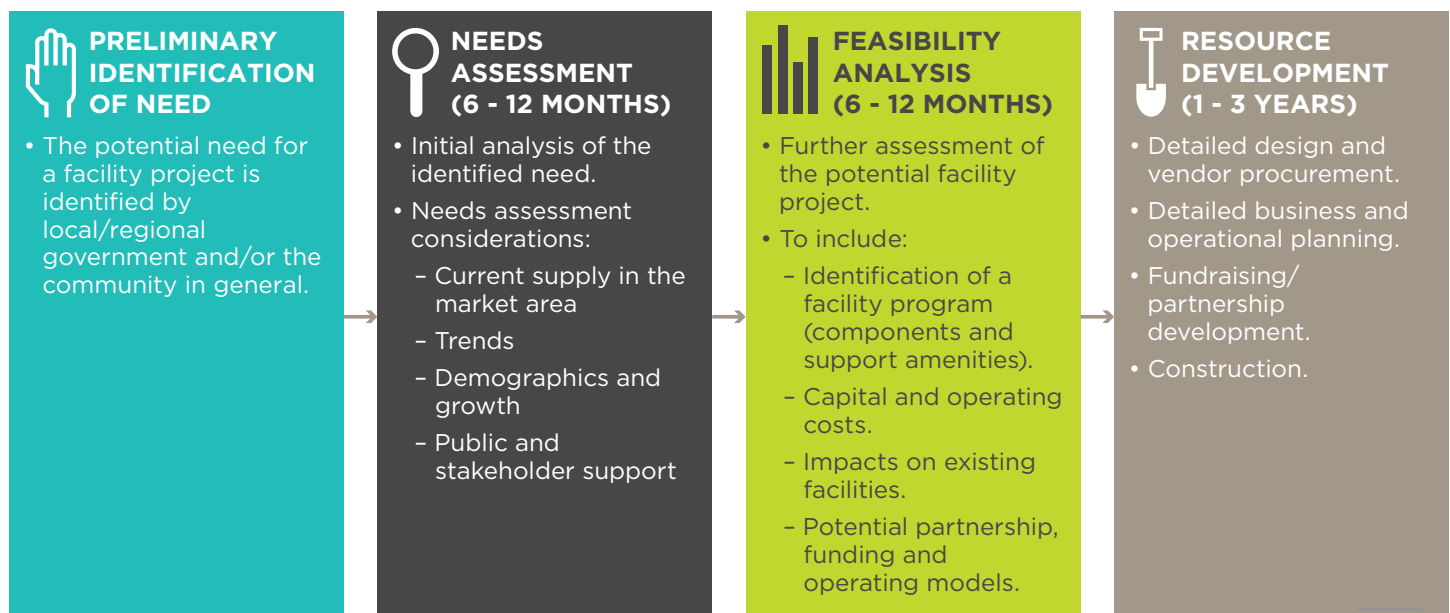 PRELIMINARY
IDENTIFICATION
OF NEED
• The potential need for
a facility project is
identified by
local/regional
government and/or the
community in general.
NEEDS
ASSESSMENT
(6 - 12 MONTHS)
• Initial analysis of the
identified need.
• Needs assessment
considerations:
– Current supply in the
market area
– Trends
– Demographics and
growth
– Public and
stakeholder support
FEASIBILITY
ANALYSIS
(6 - 12 MONTHS)
• Further assessment of
the potential facility
project.
• To include:
– Identification of a
facility program
(components and
support amenities).
– Capital and operating
costs.
– Impacts on existing
facilities.
– Potential partnership,
funding and
operating models.
RESOURCE
DEVELOPMENT
(1 - 3 YEARS)
• Detailed design and
vendor procurement.
• Detailed business and
operational planning.
• Fundraising/
partnership
development.
• Construction.